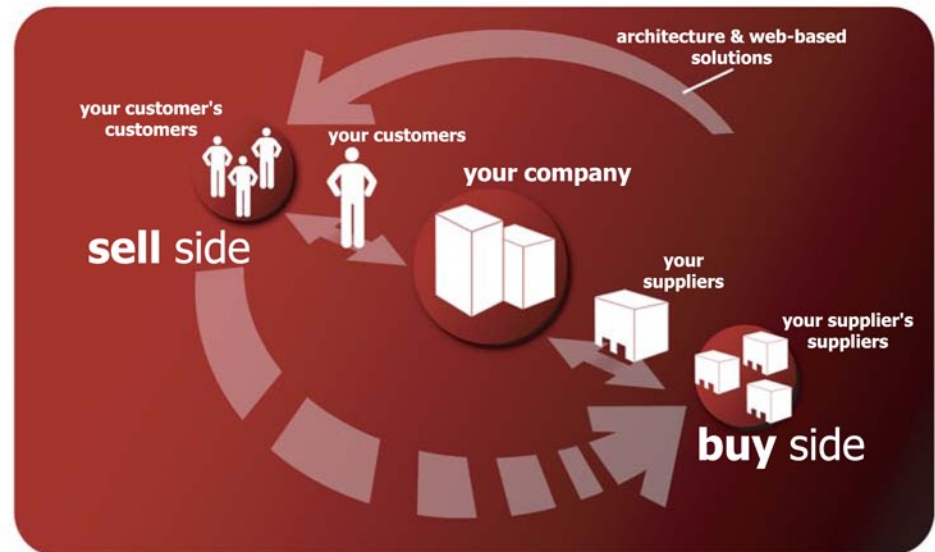 architecture & web-based
solutions
your customer's
customers
your customers
your company
sell side
your
suppliers
your supplier's
suppliers
buy side